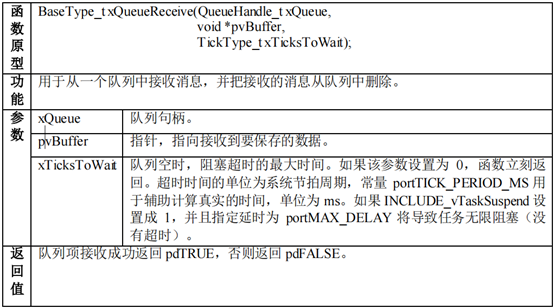 函数原型
BaseType_t xQueueReceive(QueueHandle_t xQueue,
void *pvBuffer,
TickType_t xTicksToWait);
功能
用于从一个队列中接收消息，并把接收的消息从队列中删除。
参数
xQueue
队列句柄。
pvBuffer
指针，指向接收到要保存的数据。
xTicksToWait
队列空时，阻塞超时的最大时间。如果该参数设置为 0，函数立刻返
回。超时时间的单位为系统节拍周期，常量 portTICK_PERIOD_MS 用
于辅助计算真实的时间，单位为 ms。如果 INCLUDE_vTaskSuspend 设
置成 1，并且指定延时为 portMAX_DELAY 将导致任务无限阻塞（没
有超时）。
返回值
队列项接收成功返回 pdTRUE，否则返回 pdFALSE。